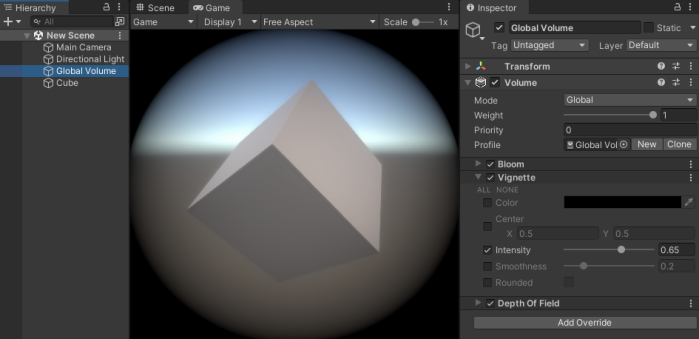 Hierarchy
All
New Scene
Main Camera
Directional Light
Global Volume
Cube
Scene Game
Game Display 1 Free Aspect Scale 1x
Inspector
Global Volume Static
Tag Untagged Layer Default
Transform
Volume
Mode Global
Weight 1
Priority 0
Profile Global Vol New Clone
Bloom
Vignette
ALL NONE
Color
Center
X 0.5 Y 0.5
Intensity 0.65
Smoothness 0.2
Rounded
Depth Of Field
Add Override